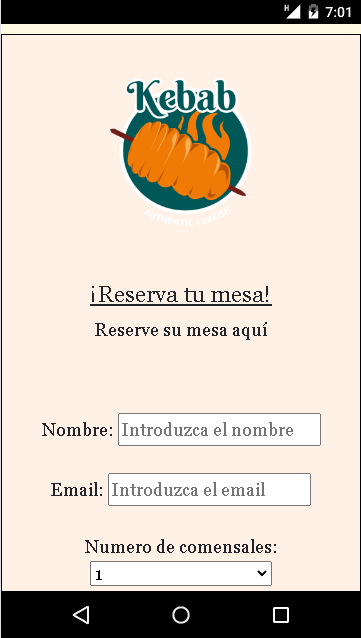 H 7:01
Kebab
AUTHENTIC TURKISH
¡Reserva tu mesa!
Reserve su mesa aquí
Nombre: Introduzca el nombre
Email: Introduzca el email
Numero de comensales:
1